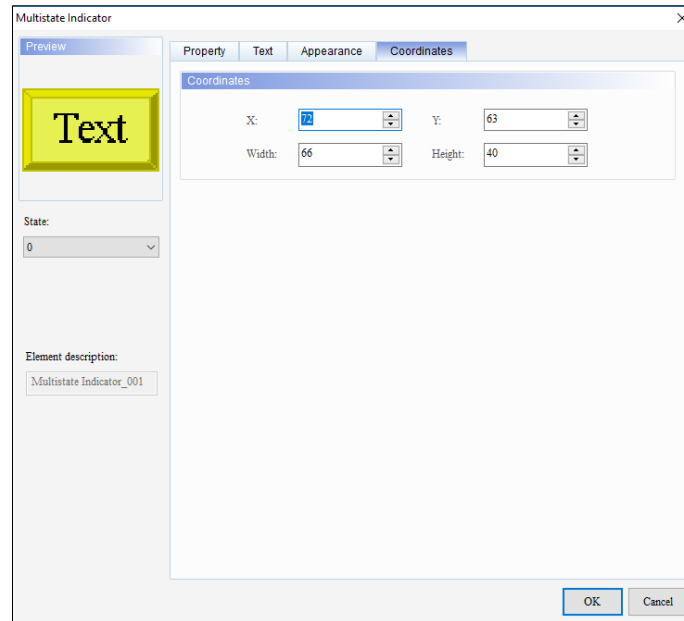 Multistate Indicator
Preview
Text
State:
0
Element description:
Multistate Indicator_001
Property Text Appearance Coordinates
Coordinates
X: 72 Y: 63
Width: 66 Height: 40
OK Cancel